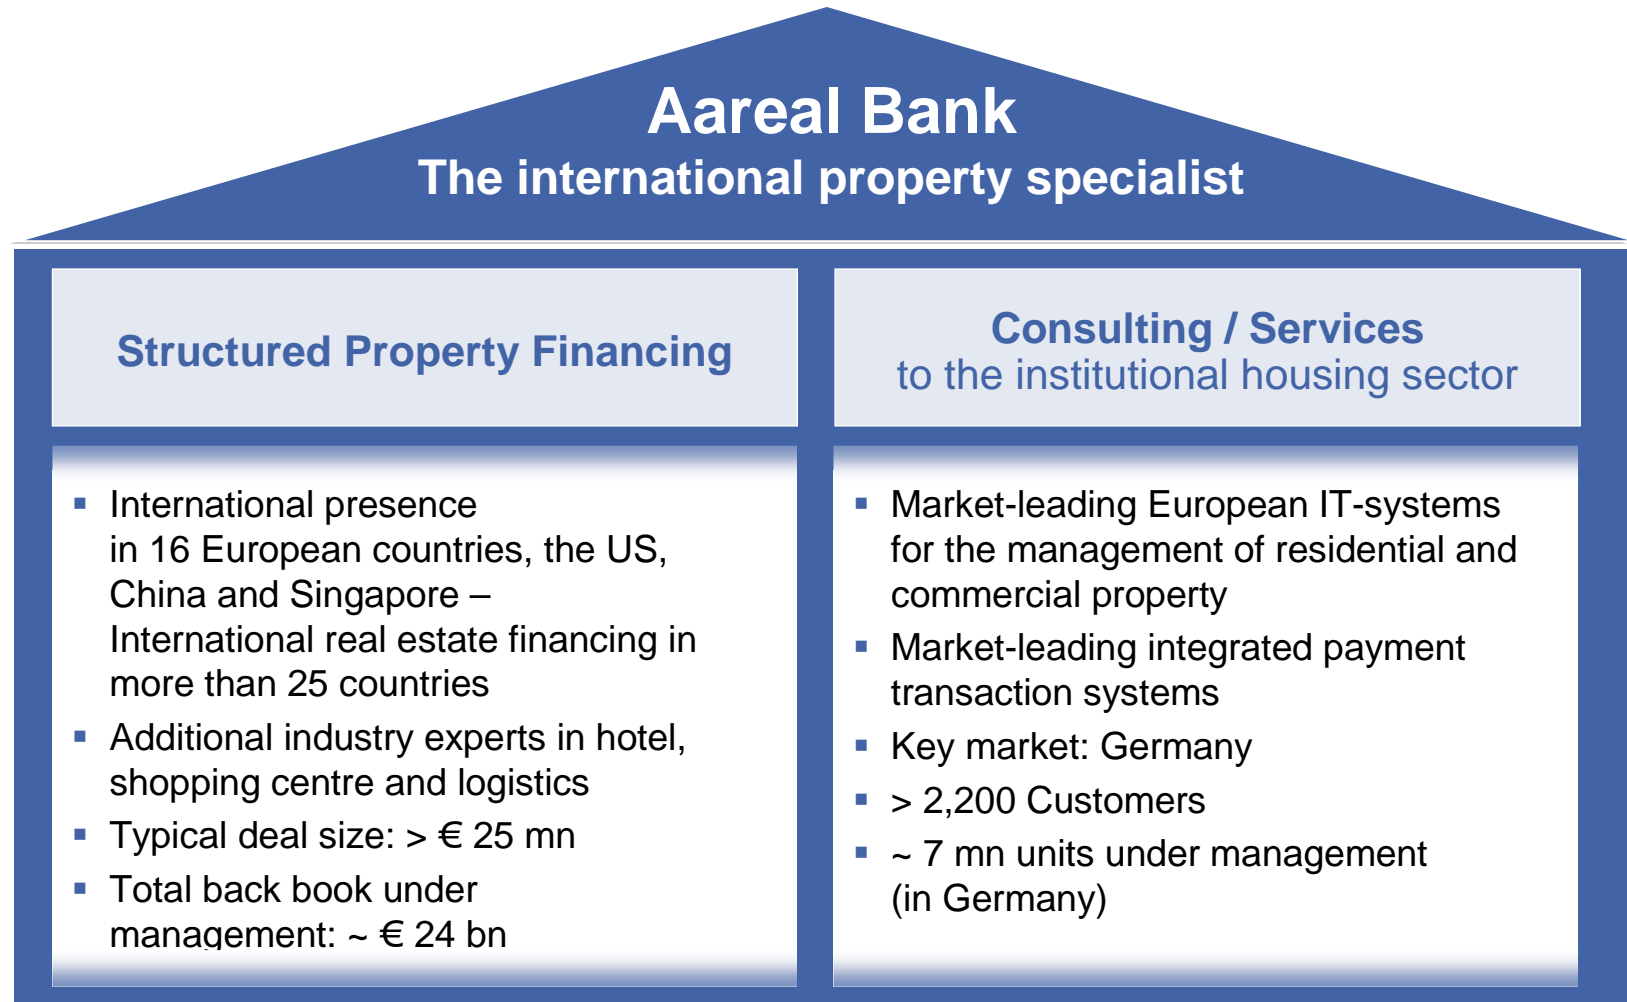 Aareal Bank
The international property specialist
Structured Property Financing
▪ International presence
in 16 European countries, the US,
China and Singapore –
International real estate financing in
more than 25 countries
▪ Additional industry experts in hotel,
shopping centre and logistics
▪ Typical deal size: > € 25 mn
▪ Total back book under
management: ~ € 24 bn
Consulting / Services
to the institutional housing sector
▪ Market-leading European IT-systems
for the management of residential and
commercial property
▪ Market-leading integrated payment
transaction systems
▪ Key market: Germany
▪ > 2,200 Customers
▪ ~ 7 mn units under management
(in Germany)